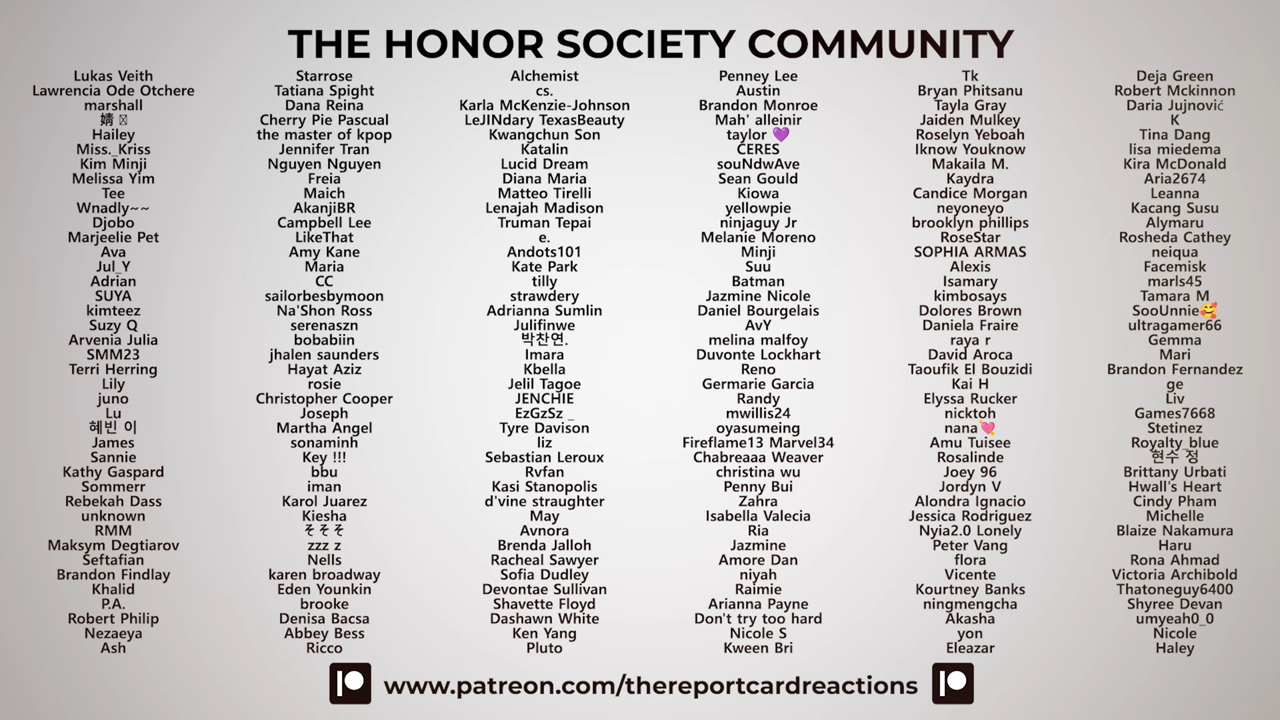 THE HONOR SOCIETY COMMUNITY
Lukas Veith
Lawrencia Ode Otchere
marshall
婧
Hailey
Miss._Kriss
Kim Minji
Melissa Yim
Tee
Wnadly~~
Djobo
Marjeelie Pet
Ava
Jul_Y
Adrian
SUYA
kimteez
Suzy Q
Arvenia Julia
SMM23
Terri Herring
Lily
juno
Lu
혜빈 이
James
Sannie
Kathy Gaspard
Sommerr
Rebekah Dass
unknown
RMM
Maksym Degtiarov
Seftafian
Brandon Findlay
Khalid
P.A.
Robert Philip
Nezaeya
Ash
Starrose
Tatiana Spight
Dana Reina
Cherry Pie Pascual
the master of kpop
Jennifer Tran
Nguyen Nguyen
Freia
Maich
AkanjiBR
Campbell Lee
LikeThat
Amy Kane
Maria
CC
sailorbesbymoon
Na'Shon Ross
serenaszn
bobabiin
jhalen saunders
Hayat Aziz
rosie
Christopher Cooper
Joseph
Martha Angel
sonaminh
Key !!!
bbu
iman
Karol Juarez
Kiesha
そ そ そ
zzz z
Nells
karen broadway
Eden Younkin
brooke
Denisa Bacsa
Abbey Bess
Ricco
Alchemist
cs.
Karla McKenzie-Johnson
LeJINdary TexasBeauty
Kwangchun Son
Katalin
Lucid Dream
Diana Maria
Matteo Tirelli
Lenajah Madison
Truman Tepai
e.
Andots101
Kate Park
tilly
strawdery
Adrianna Sumlin
Julifinwe
박찬연.
Imara
Kbella
Jelil Tagoe
JENCHIE
EzGzSz _
Tyre Davison
liz
Sebastian Leroux
Rvfan
Kasi Stanopolis
d'vine straughter
May
Avnora
Brenda Jalloh
Racheal Sawyer
Sofia Dudley
Devontae Sullivan
Shavette Floyd
Dashawn White
Ken Yang
Pluto
Penney Lee
Austin
Brandon Monroe
Mah' alleinir
taylor 💜
CERES
souNdwAve
Sean Gould
Kiowa
yellowpie
ninjaguy Jr
Melanie Moreno
Minji
Suu
Batman
Jazmine Nicole
Daniel Bourgelais
AvY
melina malfoy
Duvonte Lockhart
Reno
Germarie Garcia
Randy
mwillis24
oyasumeing
Fireflame13 Marvel34
Chabreaaa Weaver
christina wu
Penny Bui
Zahra
Isabella Valecia
Ria
Jazmine
Amore Dan
niyah
Raimie
Arianna Payne
Don't try too hard
Nicole S
Kween Bri
Tk
Bryan Phitsanu
Tayla Gray
Jaiden Mulkey
Roselyn Yeboah
Iknow Youknow
Makaila M.
Kaydra
Candice Morgan
neyoneyo
brooklyn phillips
RoseStar
SOPHIA ARMAS
Alexis
Isamary
kimbosays
Dolores Brown
Daniela Fraire
raya r
David Aroca
Taoufik El Bouzidi
Kai H
Elyssa Rucker
nicktoh
nana💘
Amu Tuisee
Rosalinde
Joey 96
Jordyn V
Alondra Ignacio
Jessica Rodriguez
Nyia2.0 Lonely
Peter Vang
flora
Vicente
Kourtney Banks
ningmengcha
Akasha
yon
Eleazar
Deja Green
Robert Mckinnon
Daria Jujnović
K
Tina Dang
lisa miedema
Kira McDonald
Aria2674
Leanna
Kacang Susu
Alymaru
Rosheda Cathey
neiqua
Facemisk
marls45
Tamara M
SooUnnie🥰
ultragamer66
Gemma
Mari
Brandon Fernandez
ge
Liv
Games7668
Stetinez
Royalty_blue
현수 정
Brittany Urbati
Hwall's Heart
Cindy Pham
Michelle
Blaize Nakamura
Haru
Rona Ahmad
Victoria Archibold
Thatoneguy6400
Shyree Devan
umyeah0_0
Nicole
Haley
www.patreon.com/thereportcardreactions